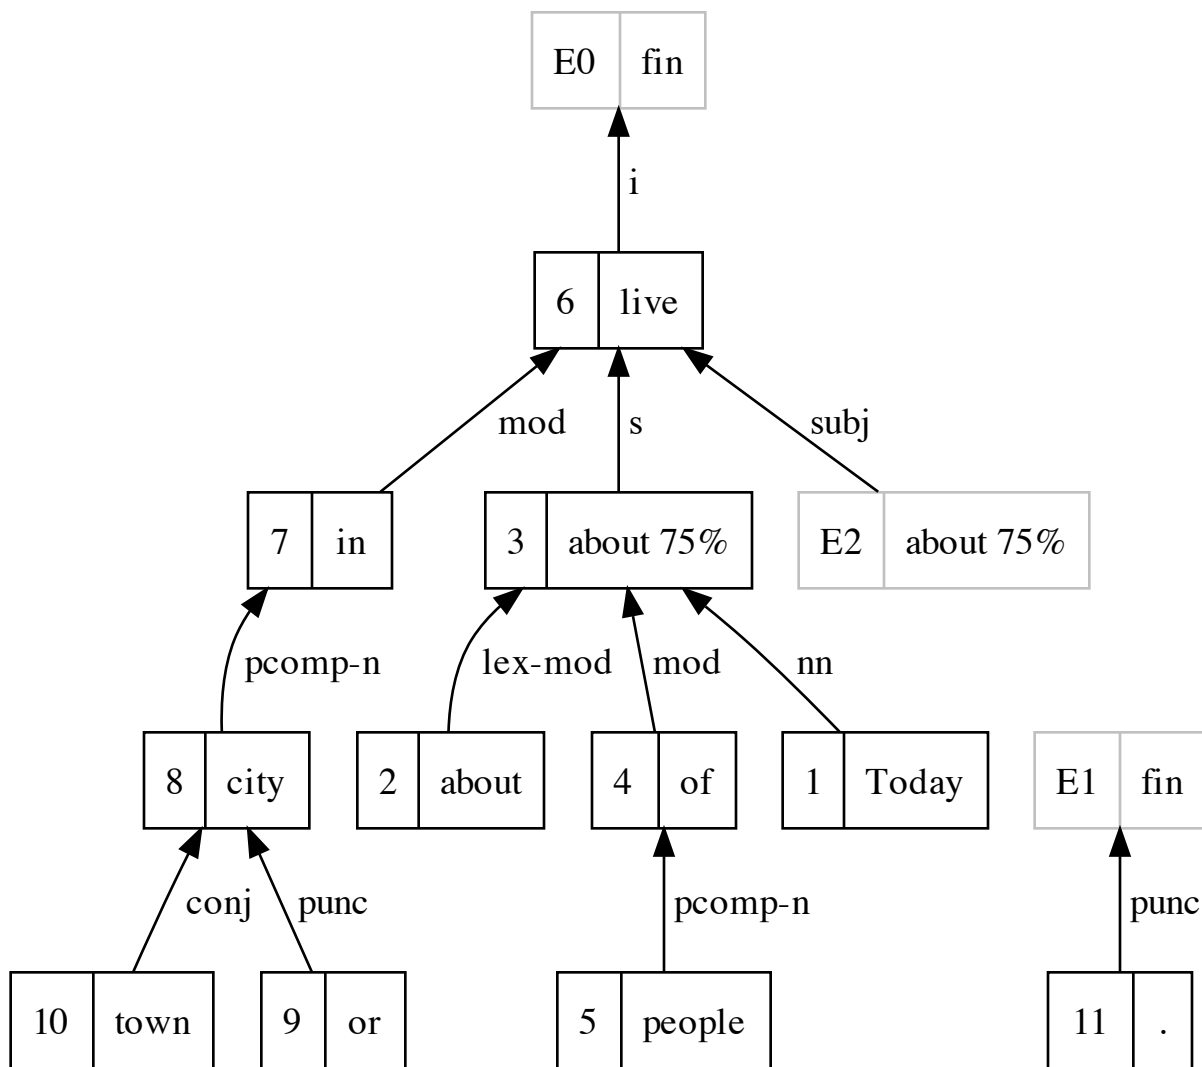 E0 fin
i
6 live
mod s subj
7 in 3 about 75% E2 about 75%
pcomp-n lex-mod mod nn
8 city 2 about 4 of 1 Today E1 fin
conj punc pcomp-n punc
10 town 9 or 5 people 11 .